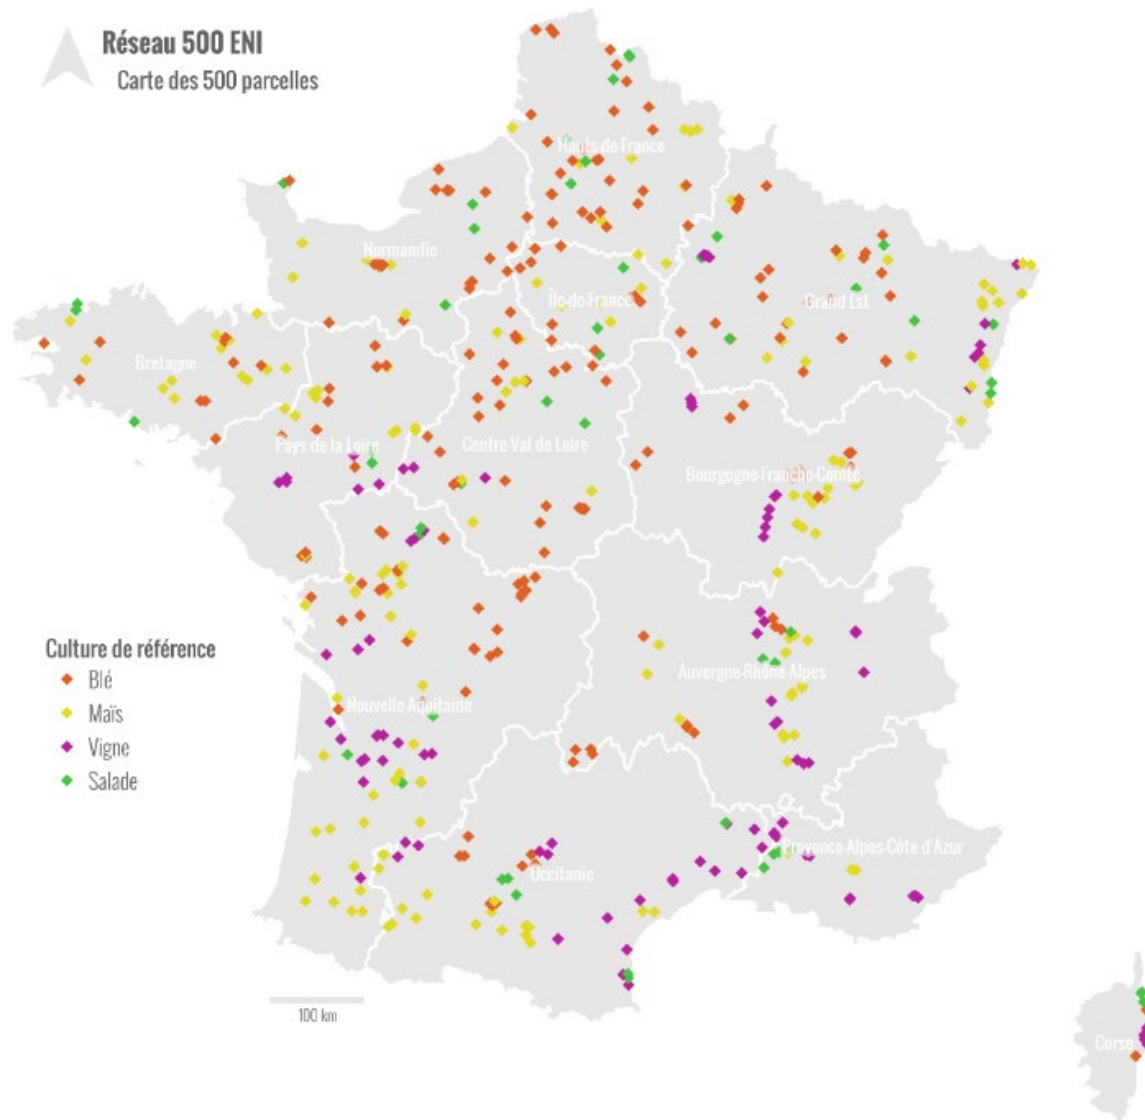 Réseau 500 ENI
Carte des 500 parcelles
Hauts-de-France
Normandie
Île-de-France
Grand Est
Bretagne
Pays de la Loire
Centre-Val de Loire
Bourgogne-Franche-Comté
Culture de référence
Blé
Maïs
Vigne
Salade
Auvergne-Rhône-Alpes
Nouvelle-Aquitaine
Provence-Alpes-Côte d'Azur
Occitanie
100 km
Corse